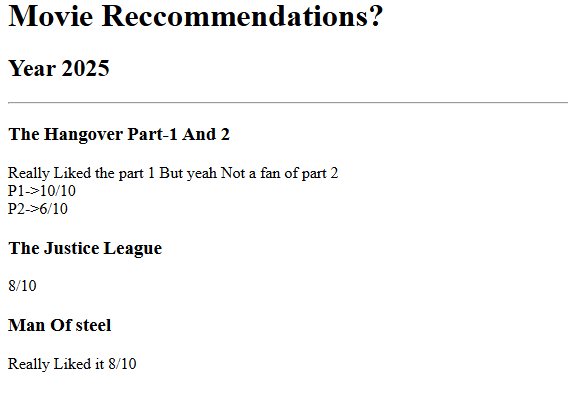 Movie Reccommendations?
Year 2025
The Hangover Part-1 And 2
Really Liked the part 1 But yeah Not a fan of part 2
P1->10/10
P2->6/10
The Justice League
8/10
Man Of steel
Really Liked it 8/10